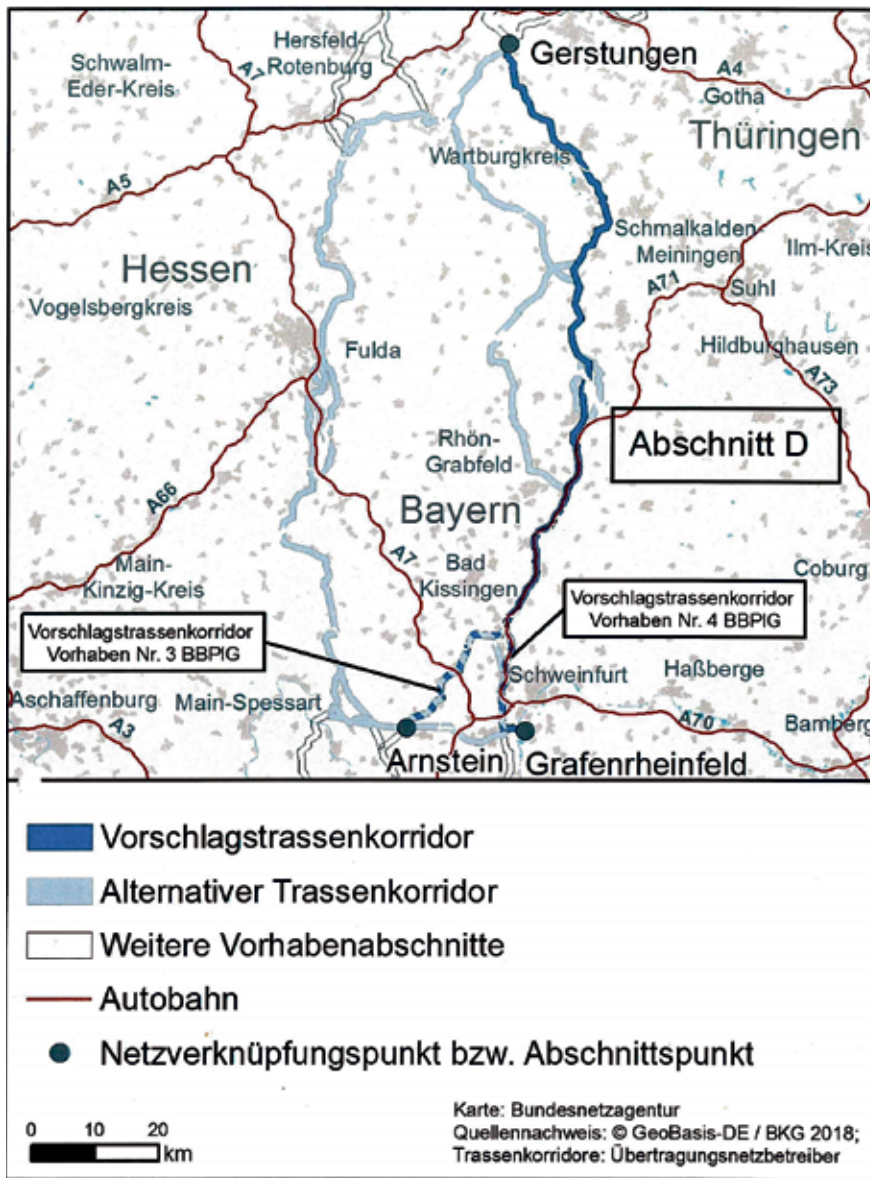 Hersfeld-
Rotenburg
Schwalm-
Eder-Kreis
A7
Gerstungen
A4
Gotha
Thüringen
Wartburgkreis
A5
Schmalkalden-
Meiningen
Ilm-Kreis
Hessen
A71
Suhl
Vogelsbergkreis
Fulda
Hildburghausen
A73
Abschnitt D
Rhön-
Grabfeld
A66
Bayern
A7
Bad
Kissingen
Main-
Kinzig-Kreis
Coburg
Vorschlagstrassenkorridor
Vorhaben Nr. 3 BBPlG
Vorschlagstrassenkorridor
Vorhaben Nr. 4 BBPlG
Schweinfurt
Haßberge
Aschaffenburg
Main-Spessart
A3
A70
Bamberg
Arnstein
Grafenrheinfeld
Vorschlagstrassenkorridor
Alternativer Trassenkorridor
Weitere Vorhabenabschnitte
Autobahn
Netzverknüpfungspunkt bzw. Abschnittspunkt
0 10 20
km
Karte: Bundesnetzagentur
Quellennachweis: © GeoBasis-DE / BKG 2018;
Trassenkorridore: Übertragungsnetzbetreiber